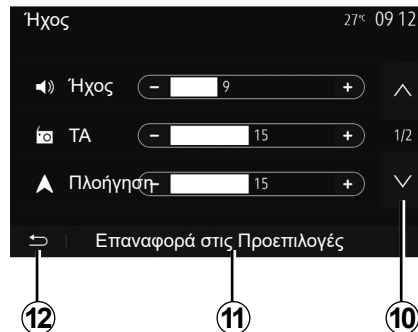 Ήχος 27°C 09 12
Ήχος - 9 +
TA - 15 +
1/2
Πλοήγηση - 15 +
Επαναφορά στις Προεπιλογές
12 11 10